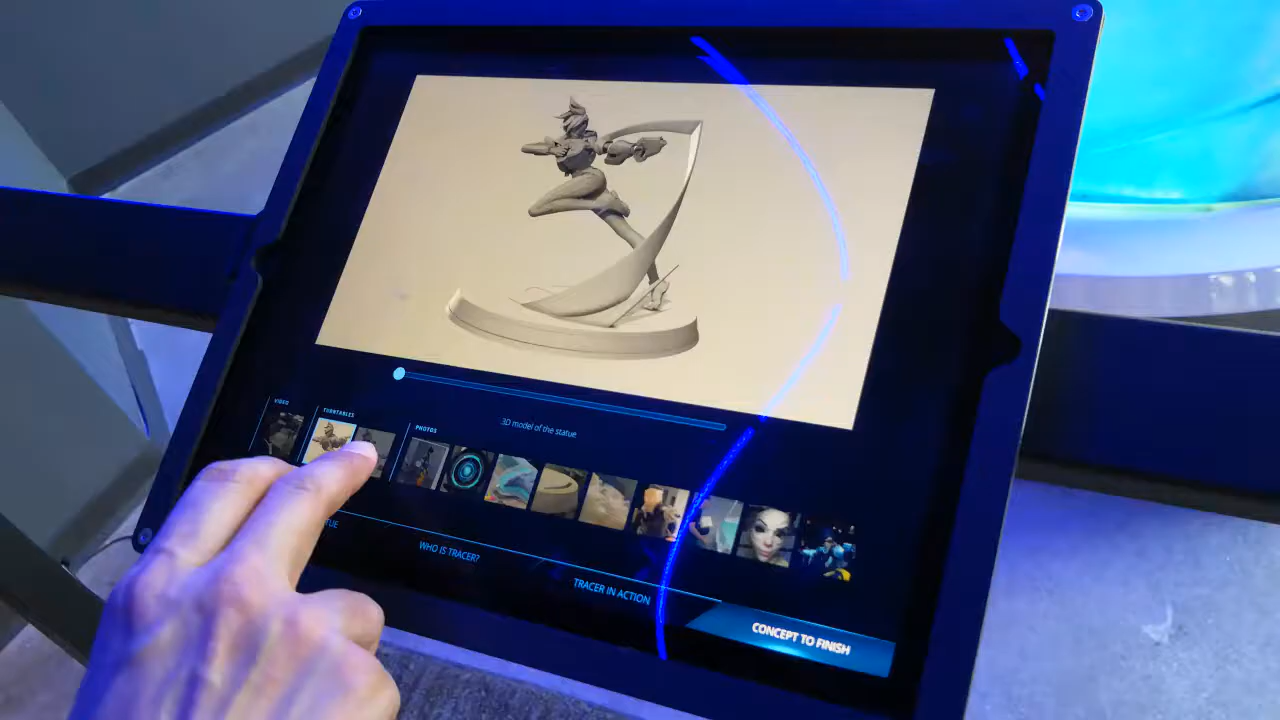 3D model of the statue
VIDEO
TURNTABLES
PHOTOS
WHO IS TRACER?
TRACER IN ACTION
CONCEPT TO FINISH